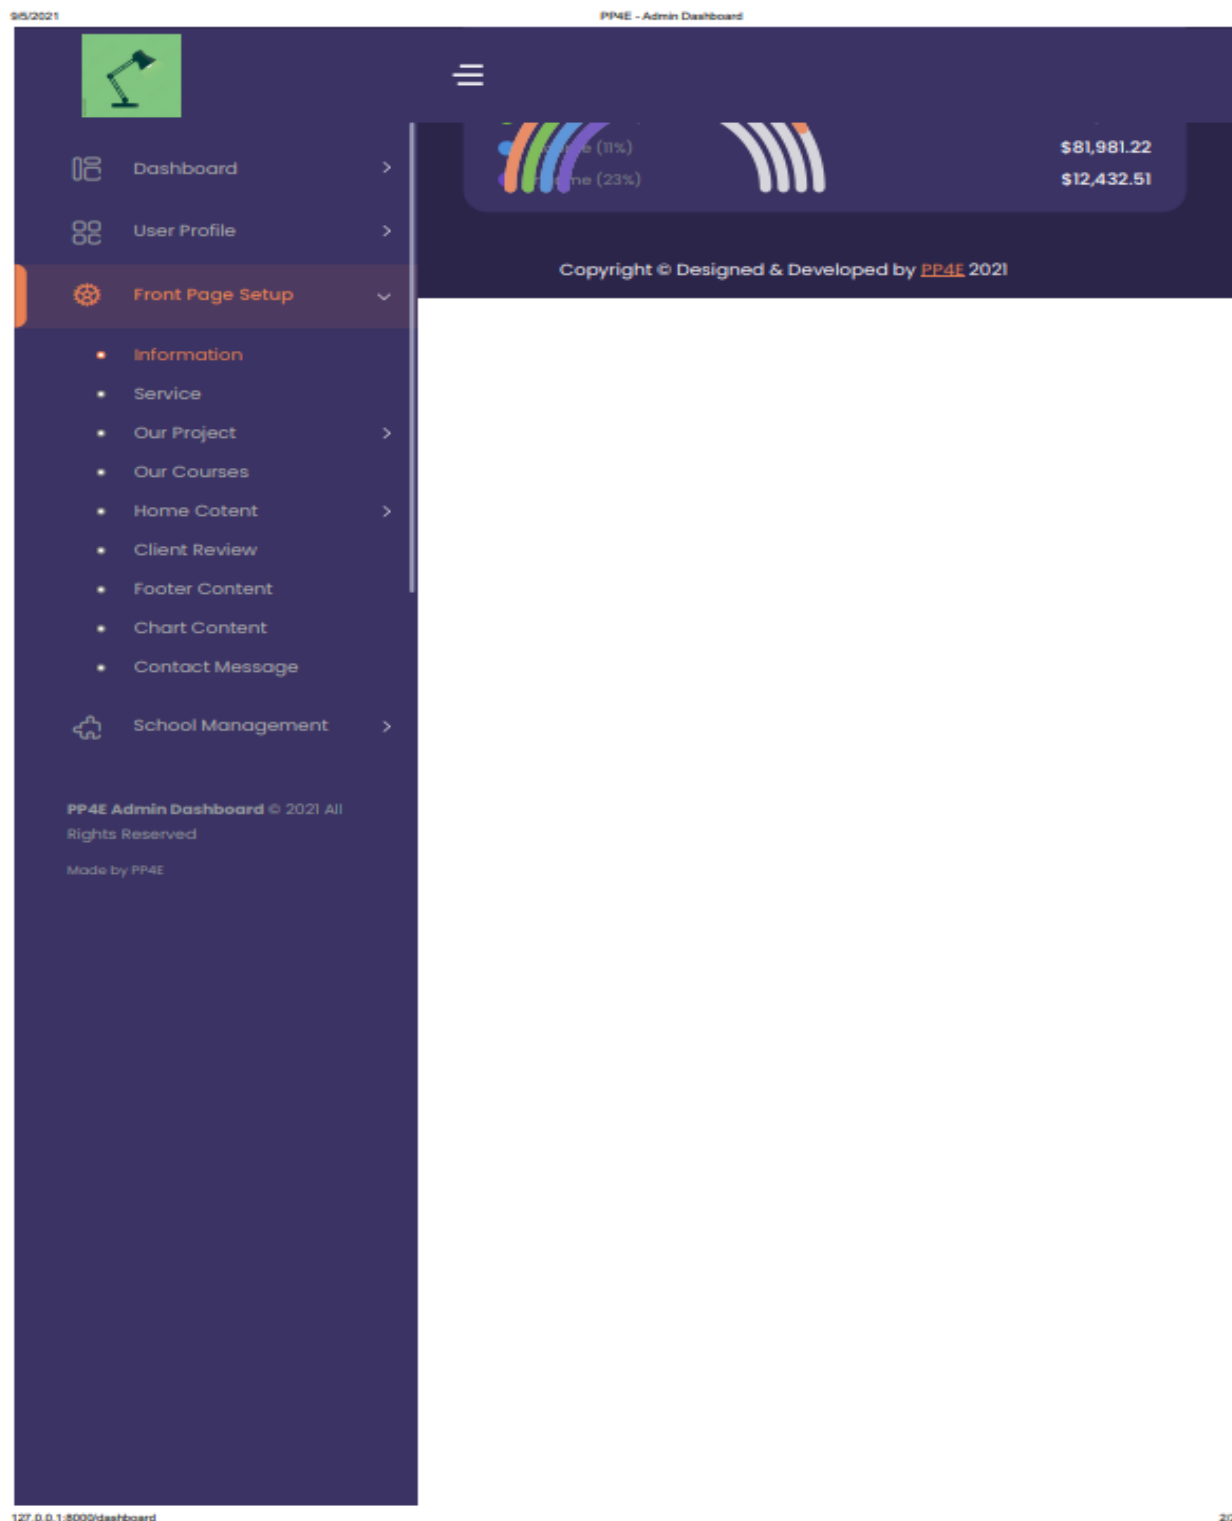 9/5/2021
PP4E - Admin Dashboard
(11%)
$81,981.22
(23%)
$12,432.51
Dashboard
User Profile
Front Page Setup
Information
Service
Our Project
Our Courses
Home Cotent
Client Review
Footer Content
Chart Content
Contact Message
School Management
PP4E Admin Dashboard © 2021 All
Rights Reserved
Made by PP4E
Copyright © Designed & Developed by PP4E 2021
127.0.0.1:8000/dashboard